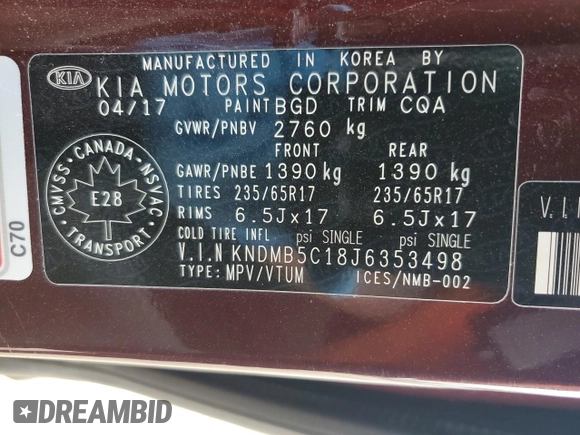 MANUFACTURED IN KOREA BY
KIA KIA MOTORS CORPORATION
04/17 PAINT BGD TRIM CQA
GVWR/PNBV 2760 kg
FRONT REAR
GAWR/PNBE 1390 kg 1390 kg
TIRES 235/65R17 235/65R17
RIMS 6.5Jx17 6.5Jx17
COLD TIRE INFL psi SINGLE psi SINGLE
V.I.N KNDMB5C18J6353498
TYPE: MPV/VTUM ICES/NMB-002
CANADA
CMVSS NSVAC
E28
TRANSPORT
C70
V.I.N
DREAMBID